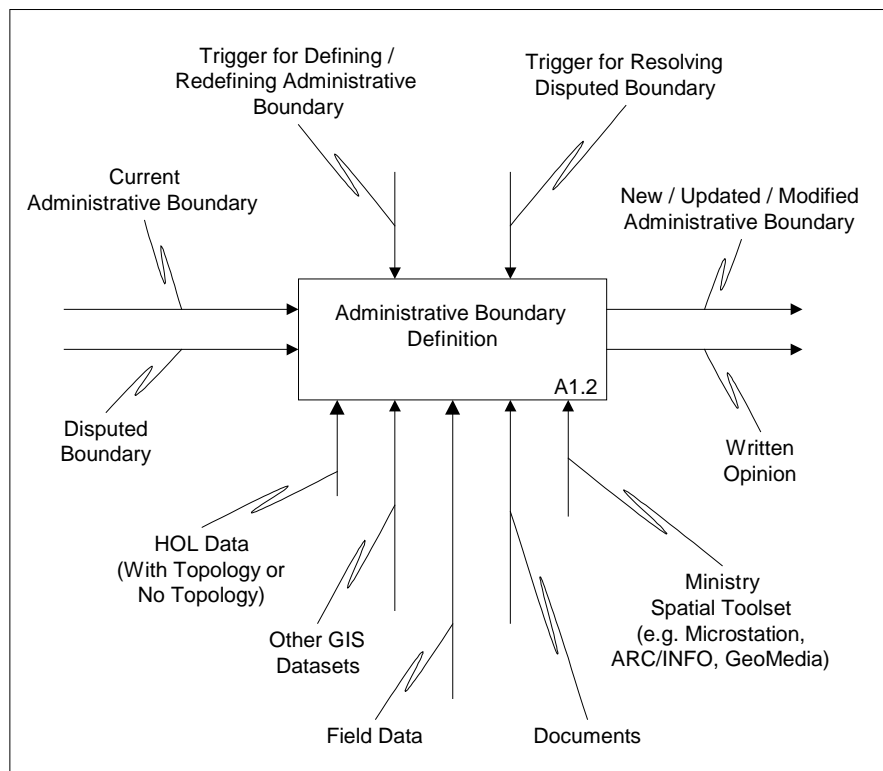 Trigger for Defining /
Redefining Administrative
Boundary
Trigger for Resolving
Disputed Boundary
Current
Administrative Boundary
New / Updated / Modified
Administrative Boundary
Administrative Boundary
Definition
A1.2
Disputed
Boundary
Written
Opinion
HOL Data
(With Topology or
No Topology)
Other GIS
Datasets
Field Data
Documents
Ministry
Spatial Toolset
(e.g. Microstation,
ARC/INFO, GeoMedia)